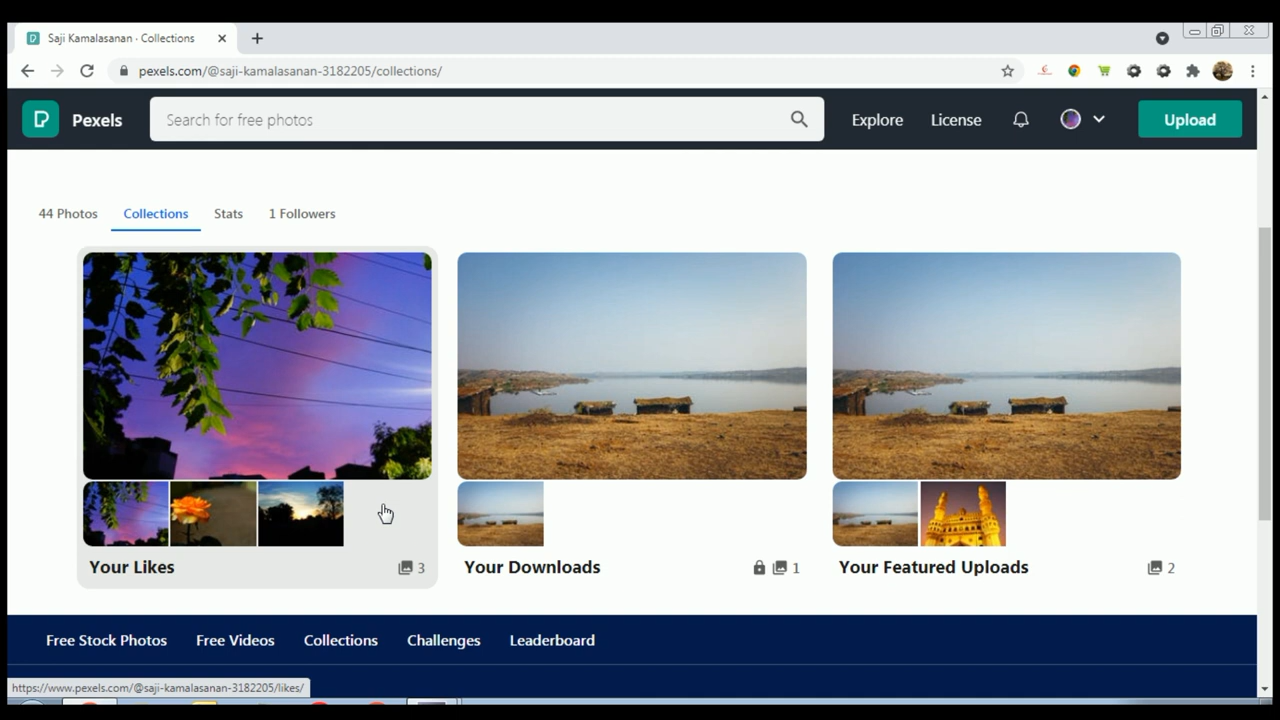 Saji Kamalasanan · Collections
pexels.com/@saji-kamalasanan-3182205/collections/
Pexels
Search for free photos
Explore
License
Upload
44 Photos
Collections
Stats
1 Followers
Your Likes
3
Your Downloads
1
Your Featured Uploads
2
Free Stock Photos
Free Videos
Collections
Challenges
Leaderboard
https://www.pexels.com/@saji-kamalasanan-3182205/likes/